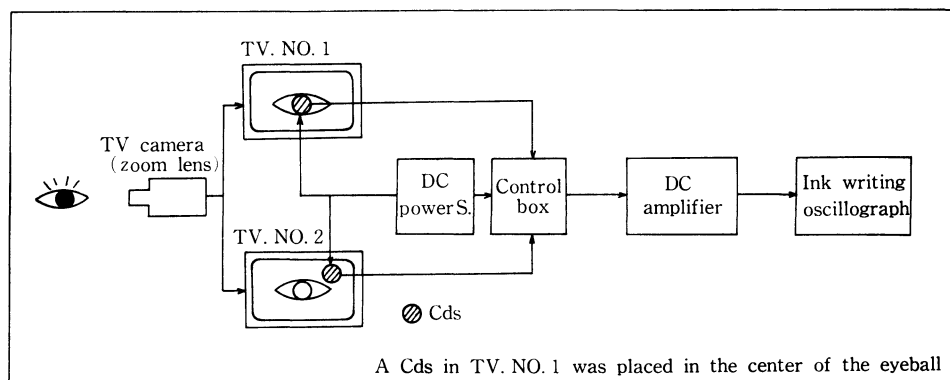 TV. NO. 1
TV camera
(zoom lens)
DC
power S.
Control
box
DC
amplifier
Ink writing
oscillograph
TV. NO. 2
Cds
A Cds in TV. NO. 1 was placed in the center of the eyeball